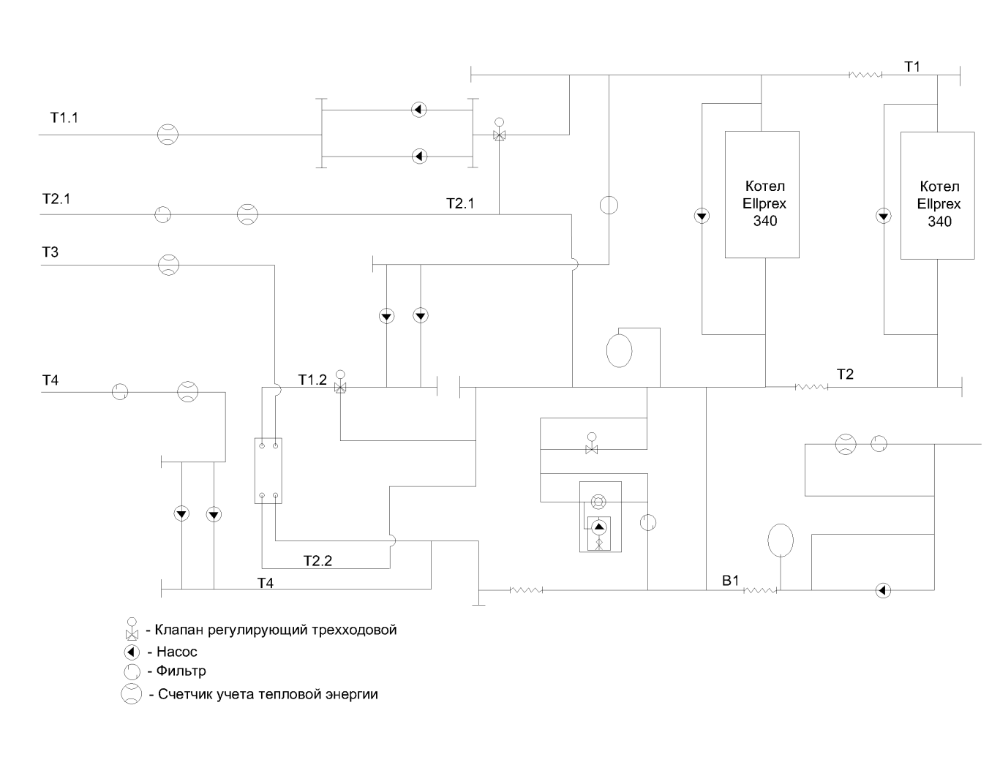 T1
T1.1
Котел
Ellprex
340
Котел
Ellprex
340
T2.1
T2.1
T3
T4
T1.2
T2
T2.2
T4
B1
- Клапан регулирующий трехходовой
- Насос
- Фильтр
- Счетчик учета тепловой энергии